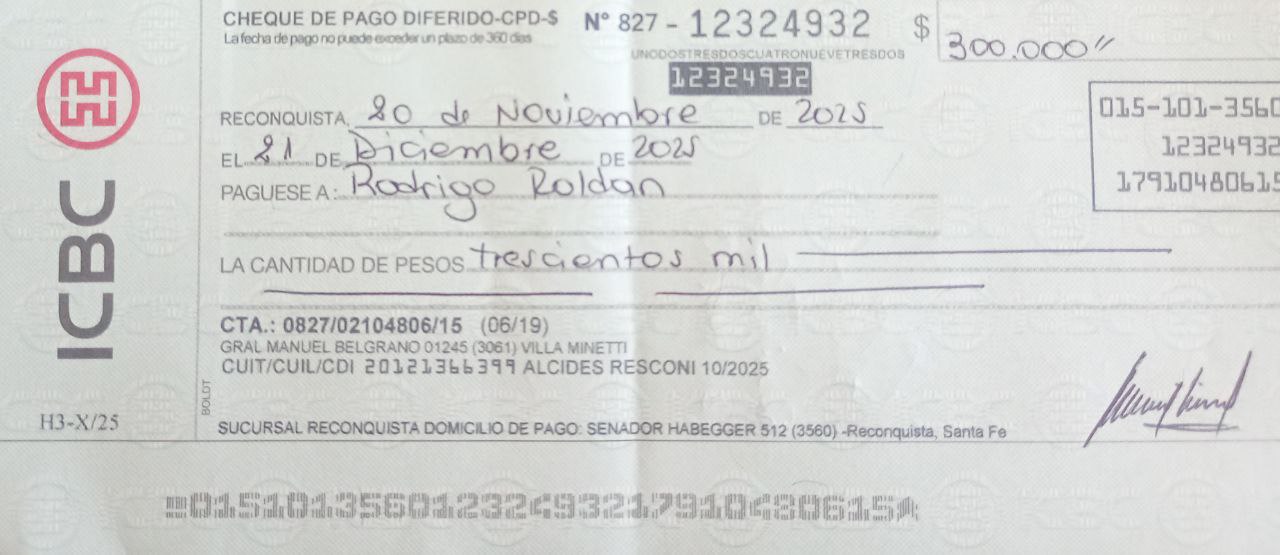 CHEQUE DE PAGO DIFERIDO-CPD-$ N° 827 - 12324932 $ 300.000"
La fecha de pago no puede exceder un plazo de 360 dias
UNODOSTRESDOSCUATRONUEVETRESDOS
12324932
015-101-3560
12324932
17910480615
RECONQUISTA, 20 de Noviembre DE 2025
EL 21 DE Diciembre DE 2025
PAGUESE A: Rodrigo Roldan
LA CANTIDAD DE PESOS trescientos mil
CTA.: 0827/02104806/15 (06/19)
GRAL MANUEL BELGRANO 01245 (3061) VILLA MINETTI
CUIT/CUIL/CDI 20121366399 ALCIDES RESCONI 10/2025
SUCURSAL RECONQUISTA DOMICILIO DE PAGO: SENADOR HABEGGER 512 (3560) -Reconquista, Santa Fe
ICBC
H3-X/25
BOLDT
01510135601232493217910480615